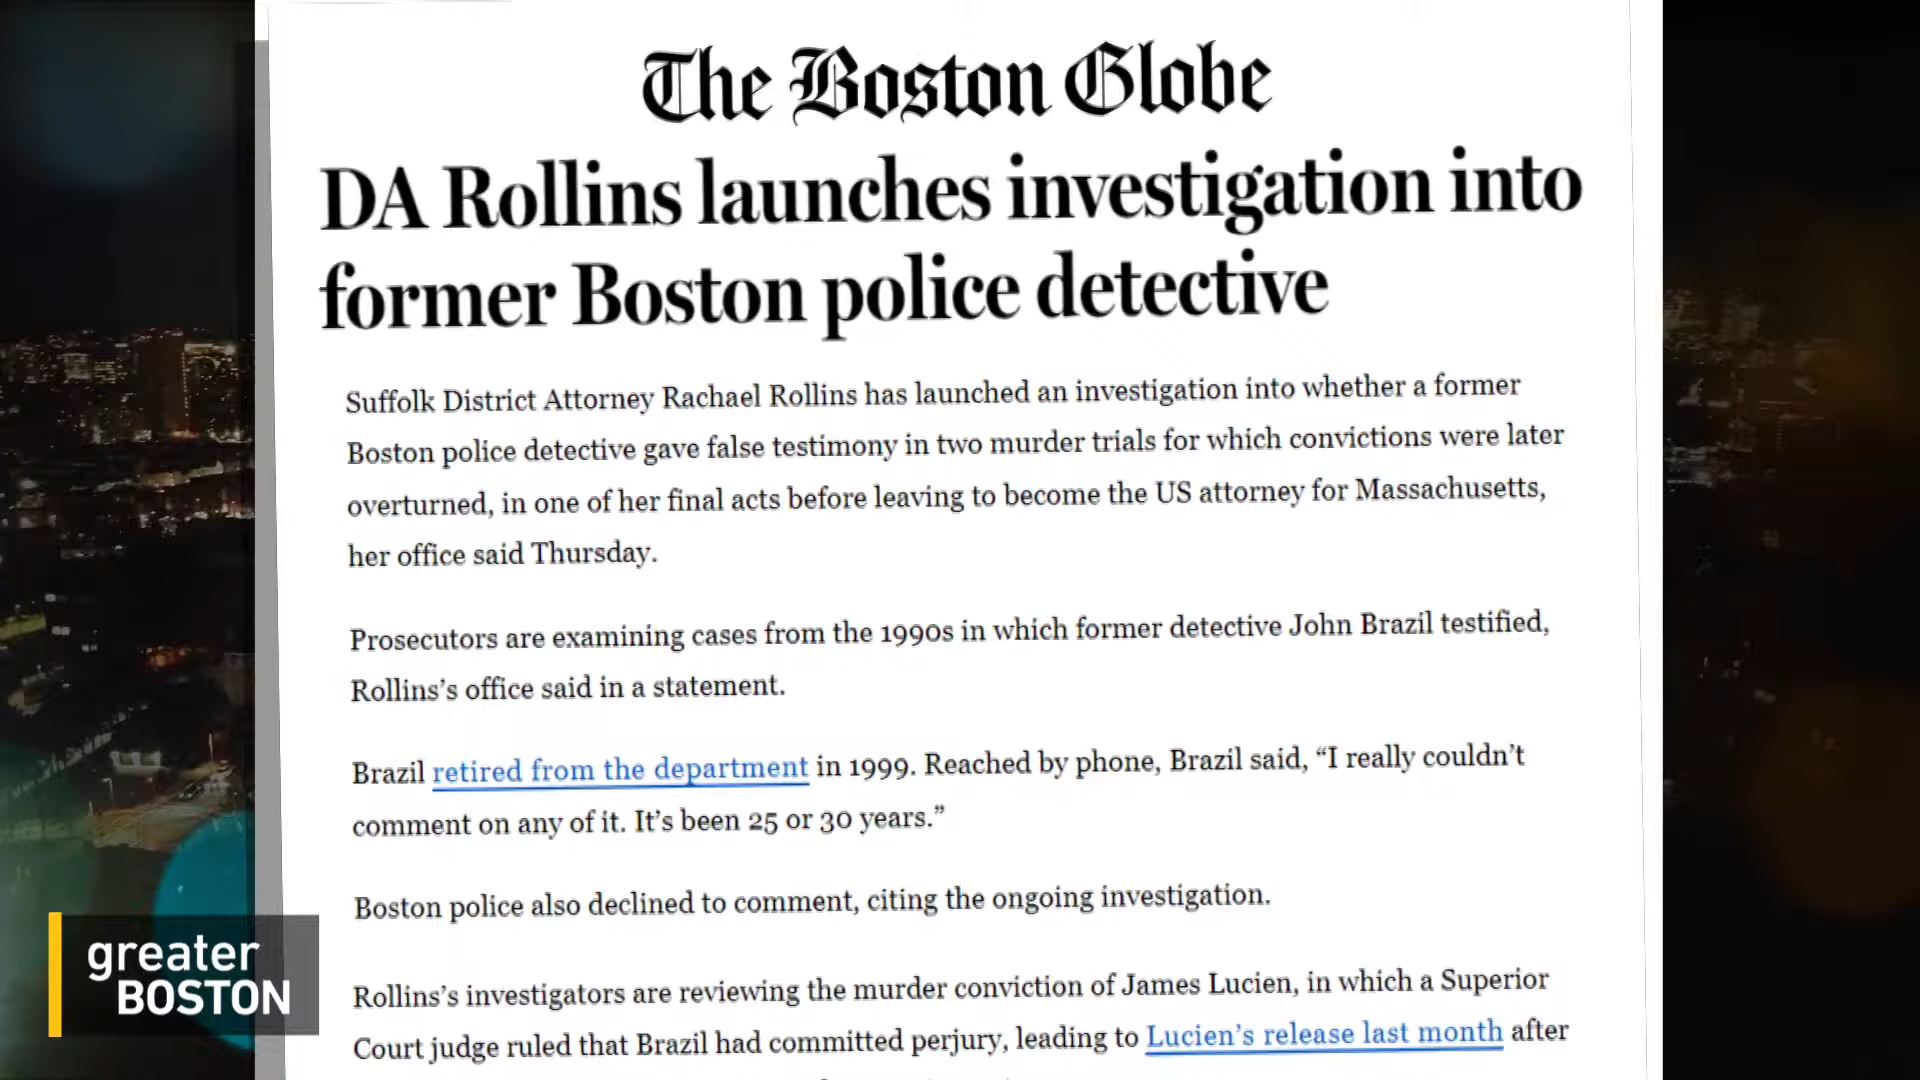 The Boston Globe
DA Rollins launches investigation into
former Boston police detective
Suffolk District Attorney Rachael Rollins has launched an investigation into whether a former
Boston police detective gave false testimony in two murder trials for which convictions were later
overturned, in one of her final acts before leaving to become the US attorney for Massachusetts,
her office said Thursday.
Prosecutors are examining cases from the 1990s in which former detective John Brazil testified,
Rollins’s office said in a statement.
Brazil retired from the department in 1999. Reached by phone, Brazil said, “I really couldn’t
comment on any of it. It’s been 25 or 30 years.”
Boston police also declined to comment, citing the ongoing investigation.
Rollins’s investigators are reviewing the murder conviction of James Lucien, in which a Superior
Court judge ruled that Brazil had committed perjury, leading to Lucien’s release last month after
greater
BOSTON